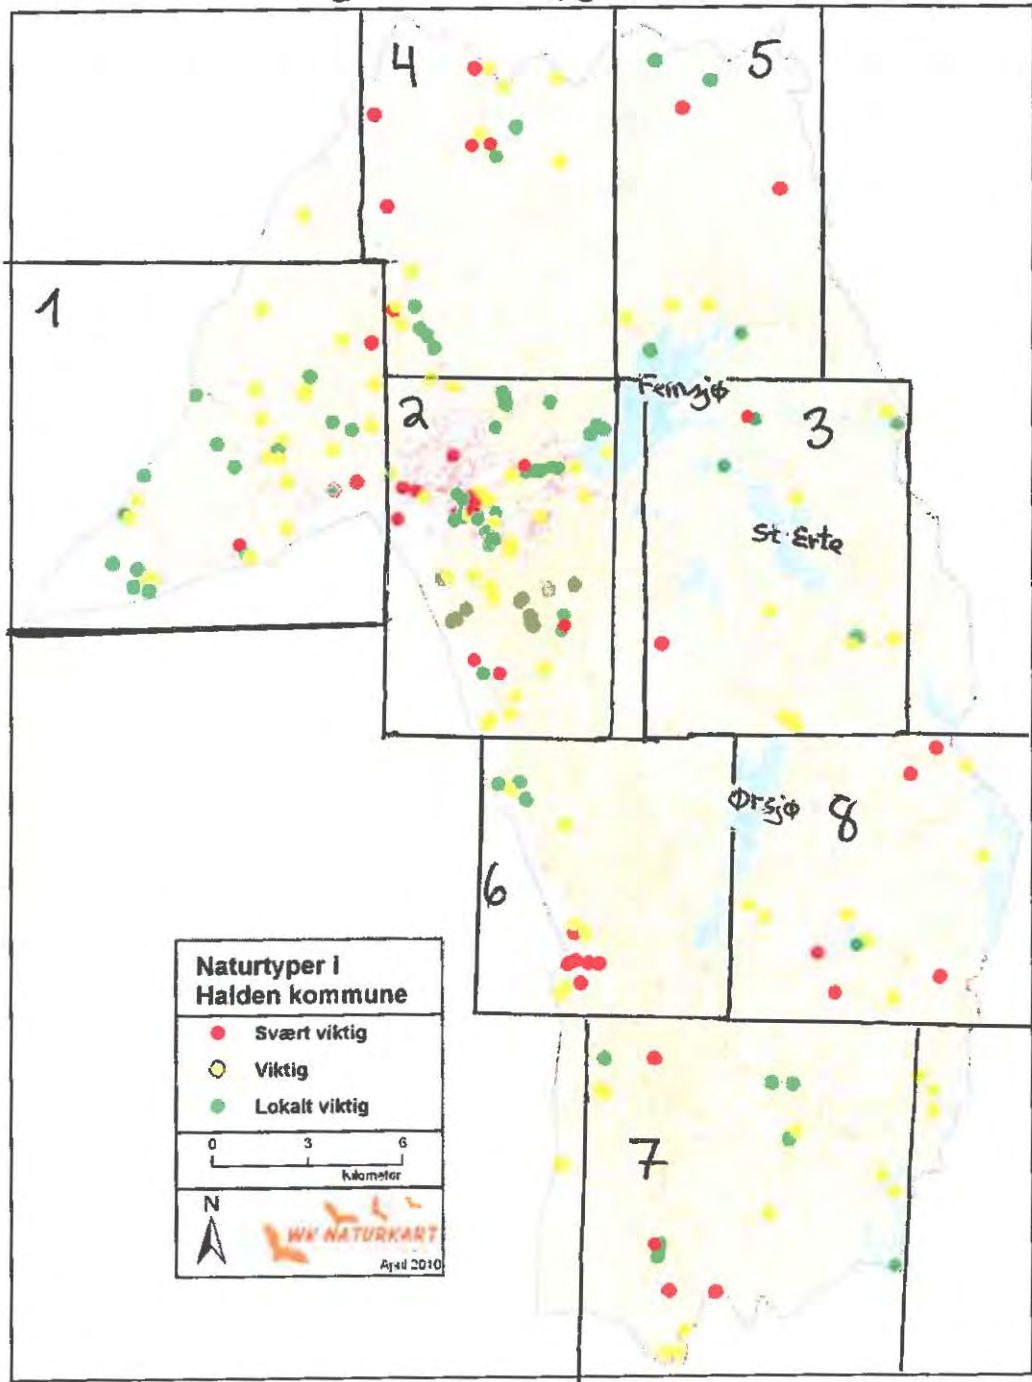 4
5
1
2
Femsjø
3
St. Erte
Ørsjø
8
6
Naturtyper i
Halden kommune
Svært viktig
Viktig
Lokalt viktig
0 3 6
Kilometer
N
WK NATURKART
April 2010
7